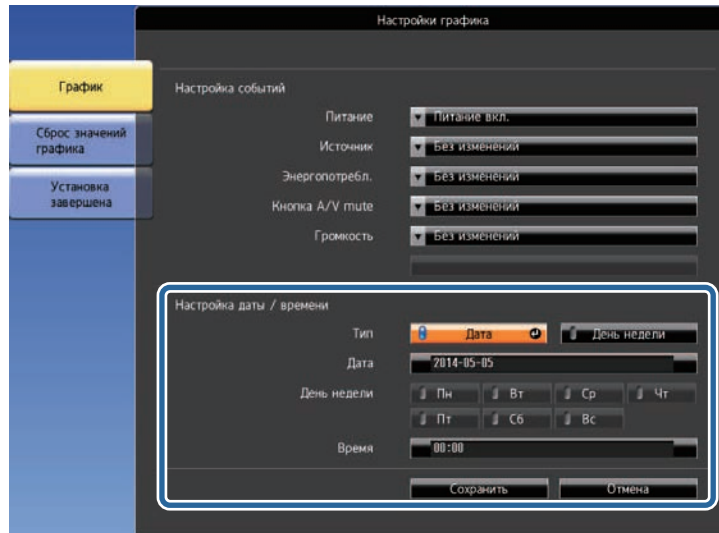 Настройки графика
График
Сброс значений
графика
Установка
завершена
Настройка событий
Питание Питание вкл.
Источник Без изменений
Энергопотребл. Без изменений
Кнопка A/V mute Без изменений
Громкость Без изменений
Настройка даты / времени
Тип Дата День недели
Дата 2014-05-05
День недели Пн Вт Ср Чт
Пт Сб Вс
Время 00:00
Сохранить Отмена